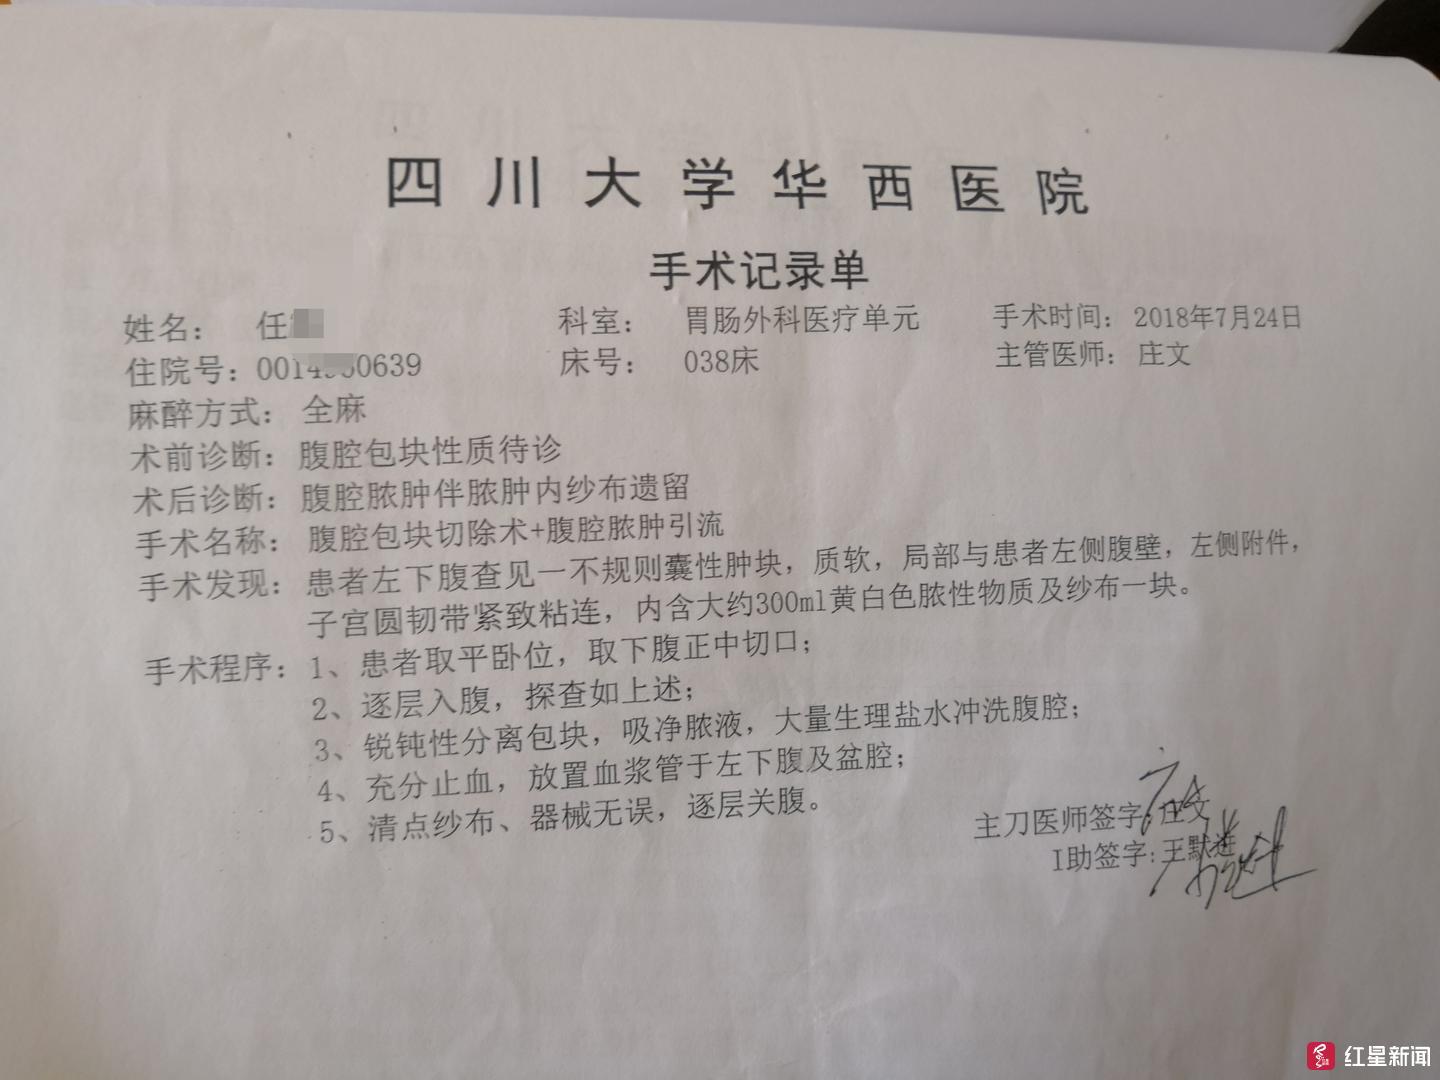 四川大学华西医院
手术记录单
姓名： 任 科室： 胃肠外科医疗单元 手术时间： 2018年7月24日
住院号：0014 0639 床号： 038床 主管医师： 庄文
麻醉方式： 全麻
术前诊断： 腹腔包块性质待诊
术后诊断： 腹腔脓肿伴脓肿内纱布遗留
手术名称： 腹腔包块切除术+腹腔脓肿引流
手术发现： 患者左下腹查见一不规则囊性肿块，质软，局部与患者左侧腹壁，左侧附件，
子宫圆韧带紧致粘连，内含大约300ml黄白色脓性物质及纱布一块。
手术程序： 1、患者取平卧位，取下腹正中切口；
2、逐层入腹，探查如上述；
3、锐钝性分离包块，吸净脓液，大量生理盐水冲洗腹腔；
4、充分止血，放置血浆管于左下腹及盆腔；
5、清点纱布、器械无误，逐层关腹。
主刀医师签字：庄文
I助签字：王默进
红星新闻